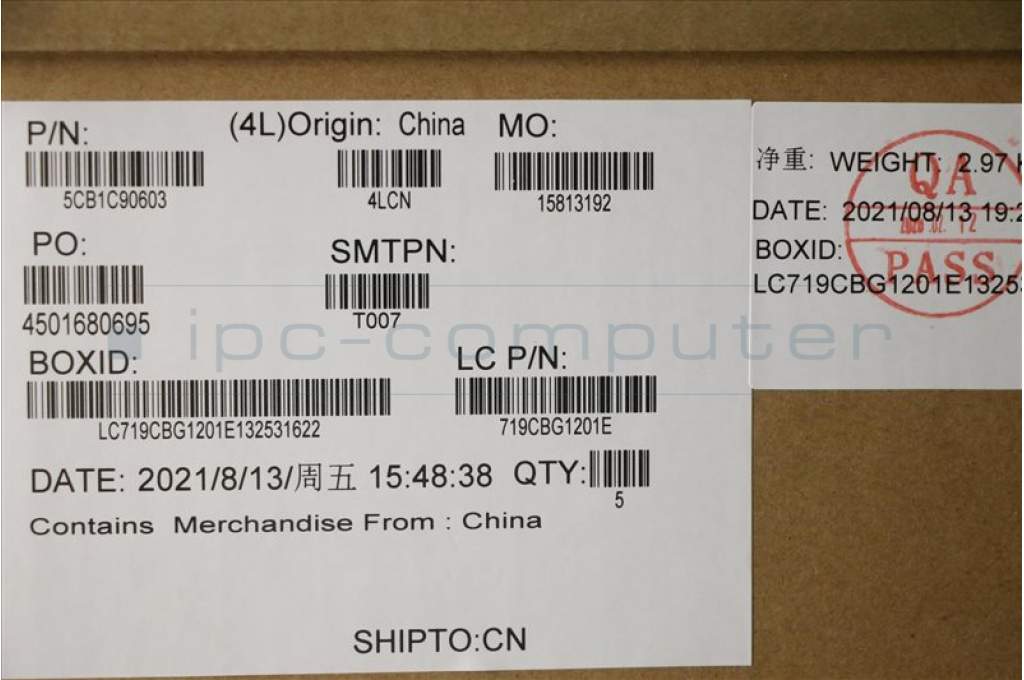 P/N: (4L)Origin: China MO:
5CB1C90603 4LCN 15813192
PO: SMTPN:
4501680695 T007
BOXID: LC P/N:
LC719CBG1201E132531622 719CBG1201E
DATE: 2021/8/13/周五 15:48:38 QTY:
5
Contains Merchandise From : China
SHIPTO:CN
净重: WEIGHT: 2.97
DATE: 2021/08/13 19:2
BOXID:
LC719CBG1201E13253
QA
PASS
ipc-computer